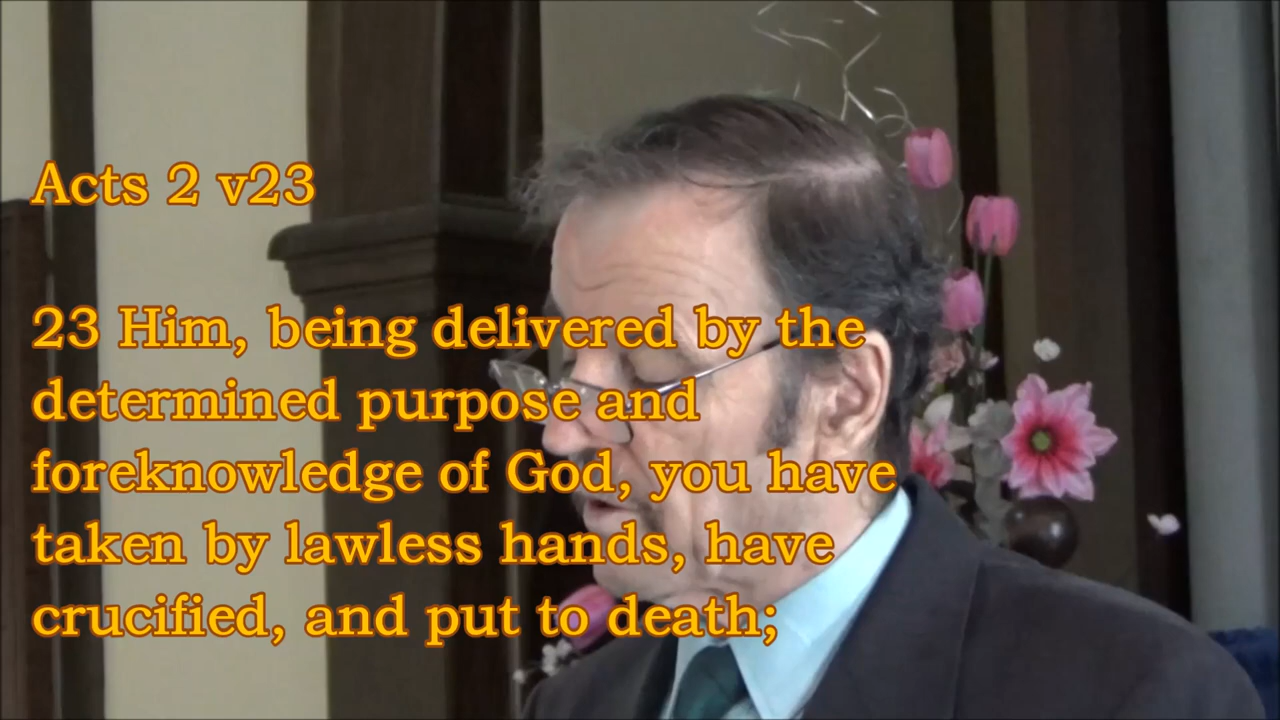 Acts 2 v23
23 Him, being delivered by the
determined purpose and
foreknowledge of God, you have
taken by lawless hands, have
crucified, and put to death;